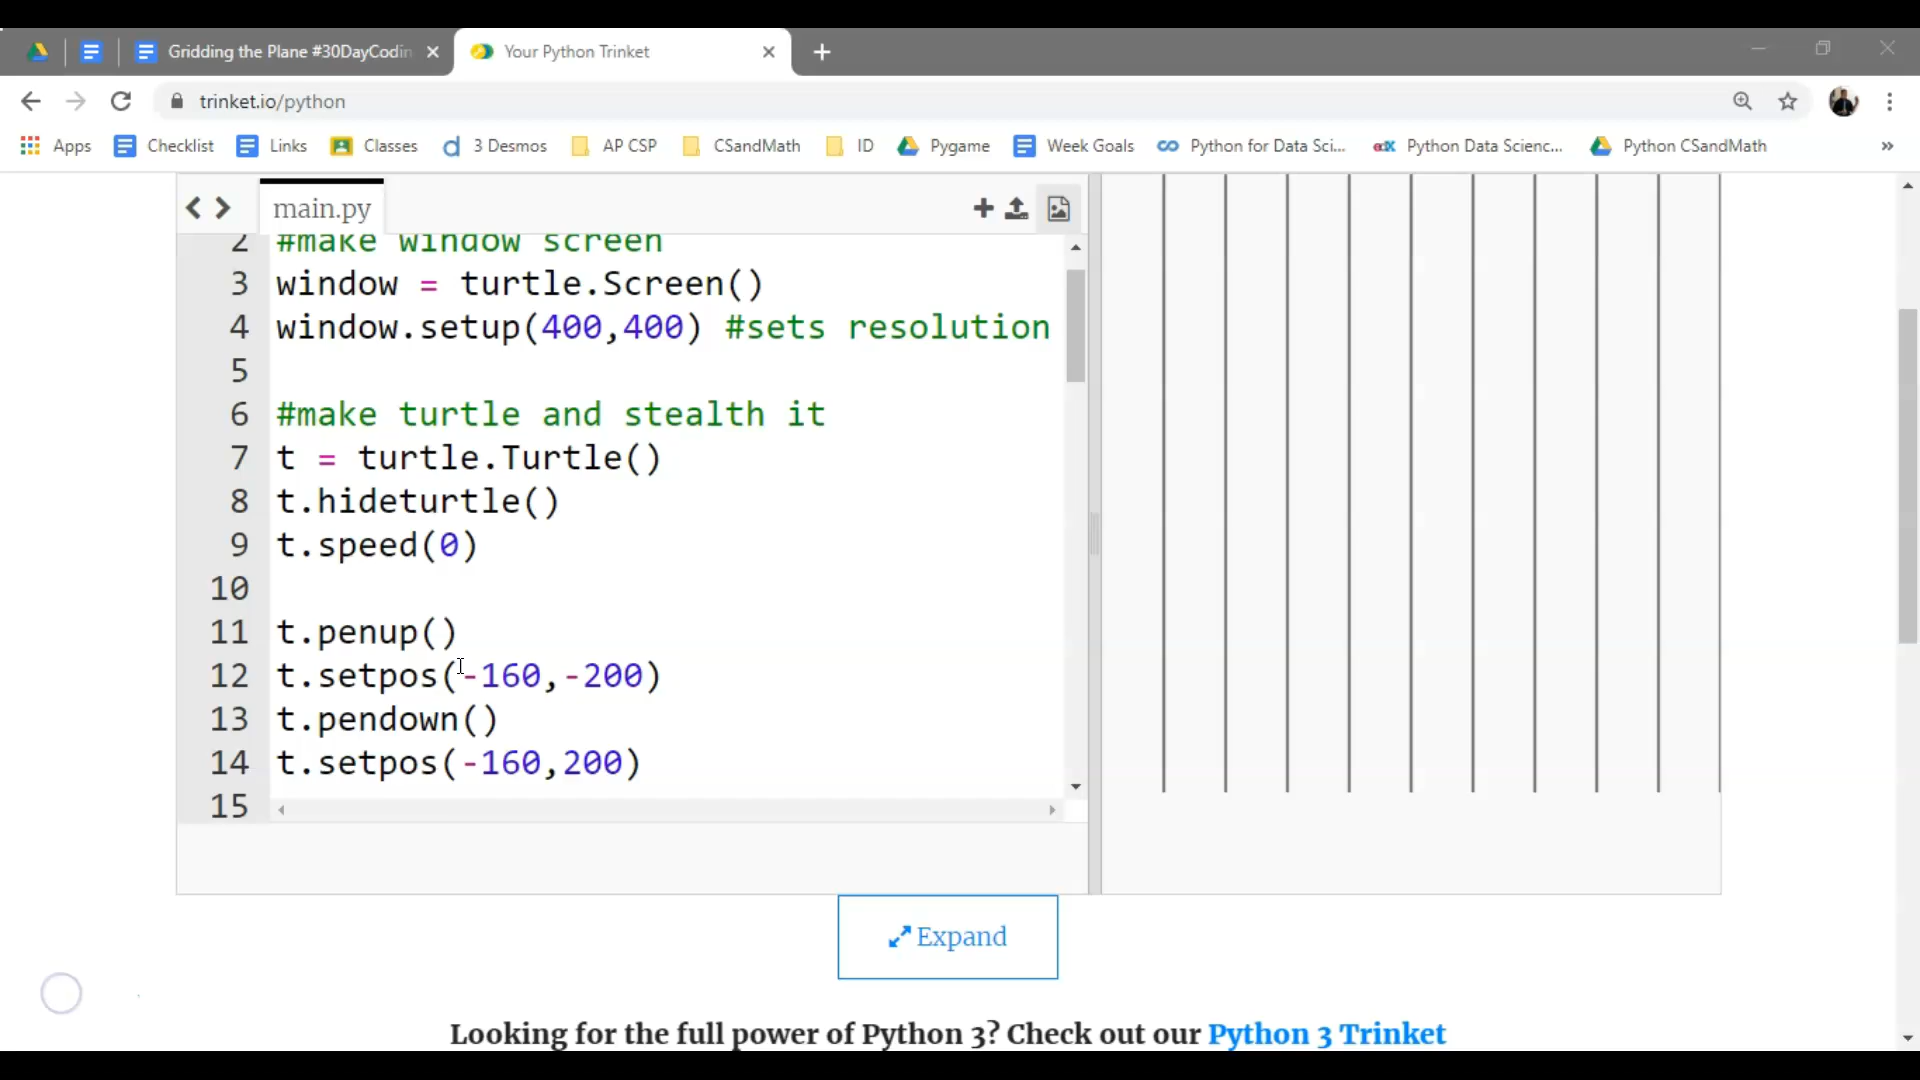 Gridding the Plane #30DayCodin
Your Python Trinket
trinket.io/python
Apps Checklist Links Classes 3 Desmos AP CSP CSandMath ID Pygame Week Goals Python for Data Sci... edX Python Data Scienc... Python CSandMath »
main.py
2 #make window screen
3 window = turtle.Screen()
4 window.setup(400,400) #sets resolution
5
6 #make turtle and stealth it
7 t = turtle.Turtle()
8 t.hideturtle()
9 t.speed(0)
10
11 t.penup()
12 t.setpos(-160,-200)
13 t.pendown()
14 t.setpos(-160,200)
15
Expand
Looking for the full power of Python 3? Check out our Python 3 Trinket